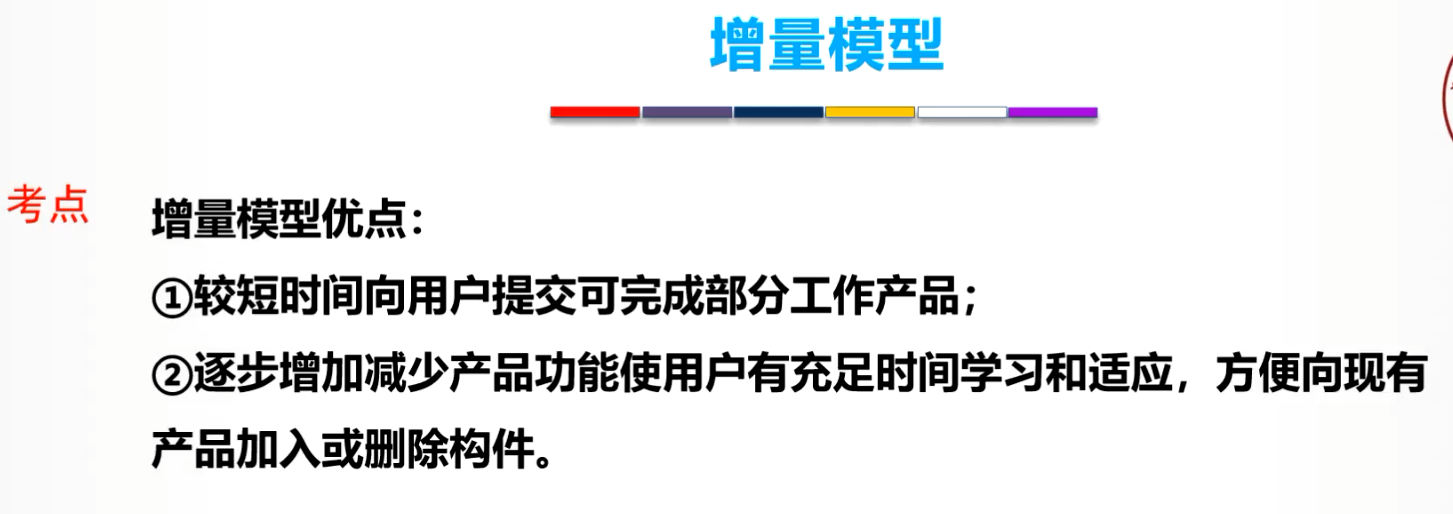 增量模型
考点
增量模型优点：
①较短时间向用户提交可完成部分工作产品；
②逐步增加减少产品功能使用户有充足时间学习和适应，方便向现有
产品加入或删除构件。